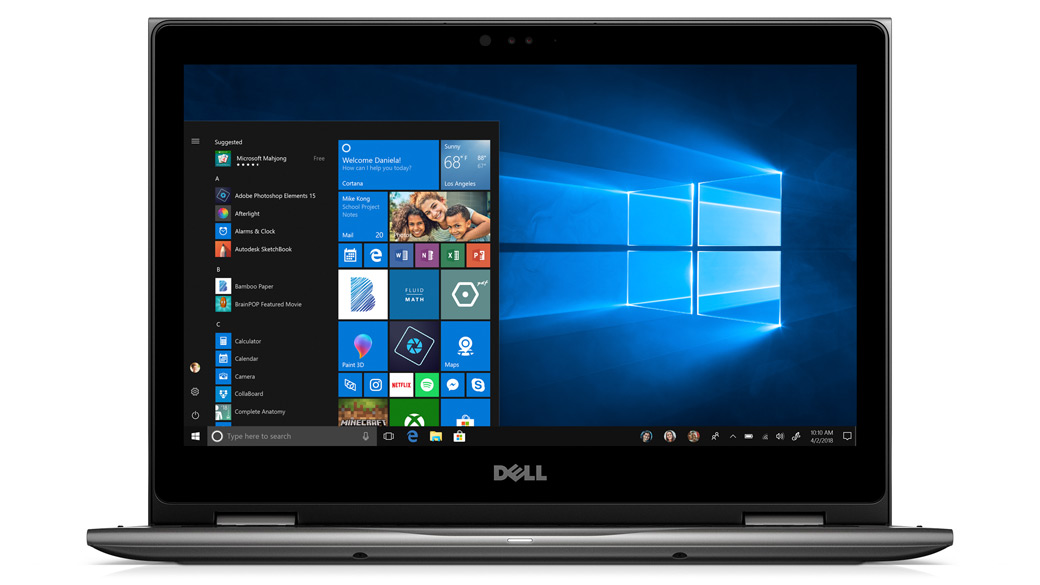 Suggested
Microsoft Mahjong Free
A
Adobe Photoshop Elements 15
Afterlight
Alarms & Clock
Autodesk SketchBook
B
Bamboo Paper
BrainPOP Featured Movie
C
Calculator
Calendar
Camera
CollaBoard
Complete Anatomy
Welcome Daniela!
How can I help you today?
Cortana
Sunny
68°F
88°
67°
Los Angeles
Mike Kong
School Project
Notes
Mail 20
Photos
W N X P
B
FLUID
MATH
pdf
Paint 3D
Maps
NETFLIX
S
MINECRAFT
Type here to search
10:10 AM
4/2/2018
DELL